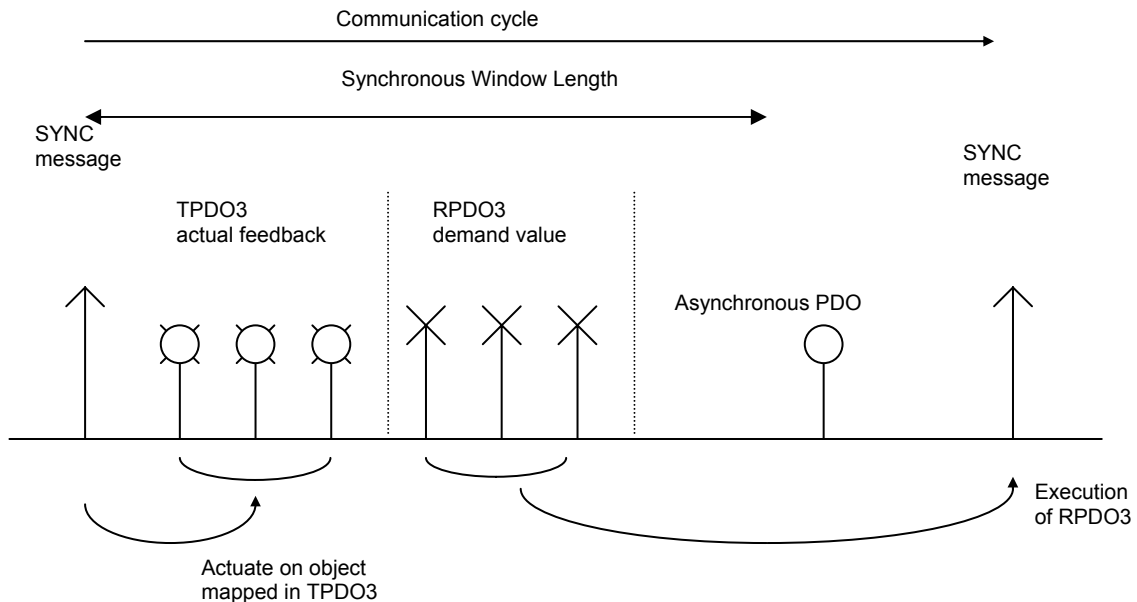 Communication cycle
Synchronous Window Length
SYNC
message
SYNC
message
TPDO3
actual feedback
RPDO3
demand value
Asynchronous PDO
Execution
of RPDO3
Actuate on object
mapped in TPDO3